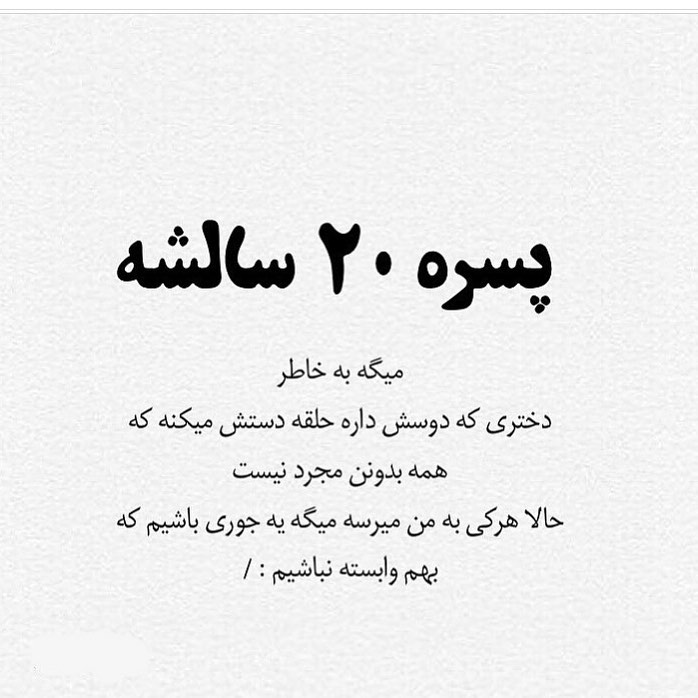 پسره ۲۰ سالشه
میگه به خاطر
دختری که دوسش داره حلقه دستش میکنه که
همه بدونن مجرد نیست
حالا هرکی به من میرسه میگه یه جوری باشیم که
بهم وابسته نباشیم : /